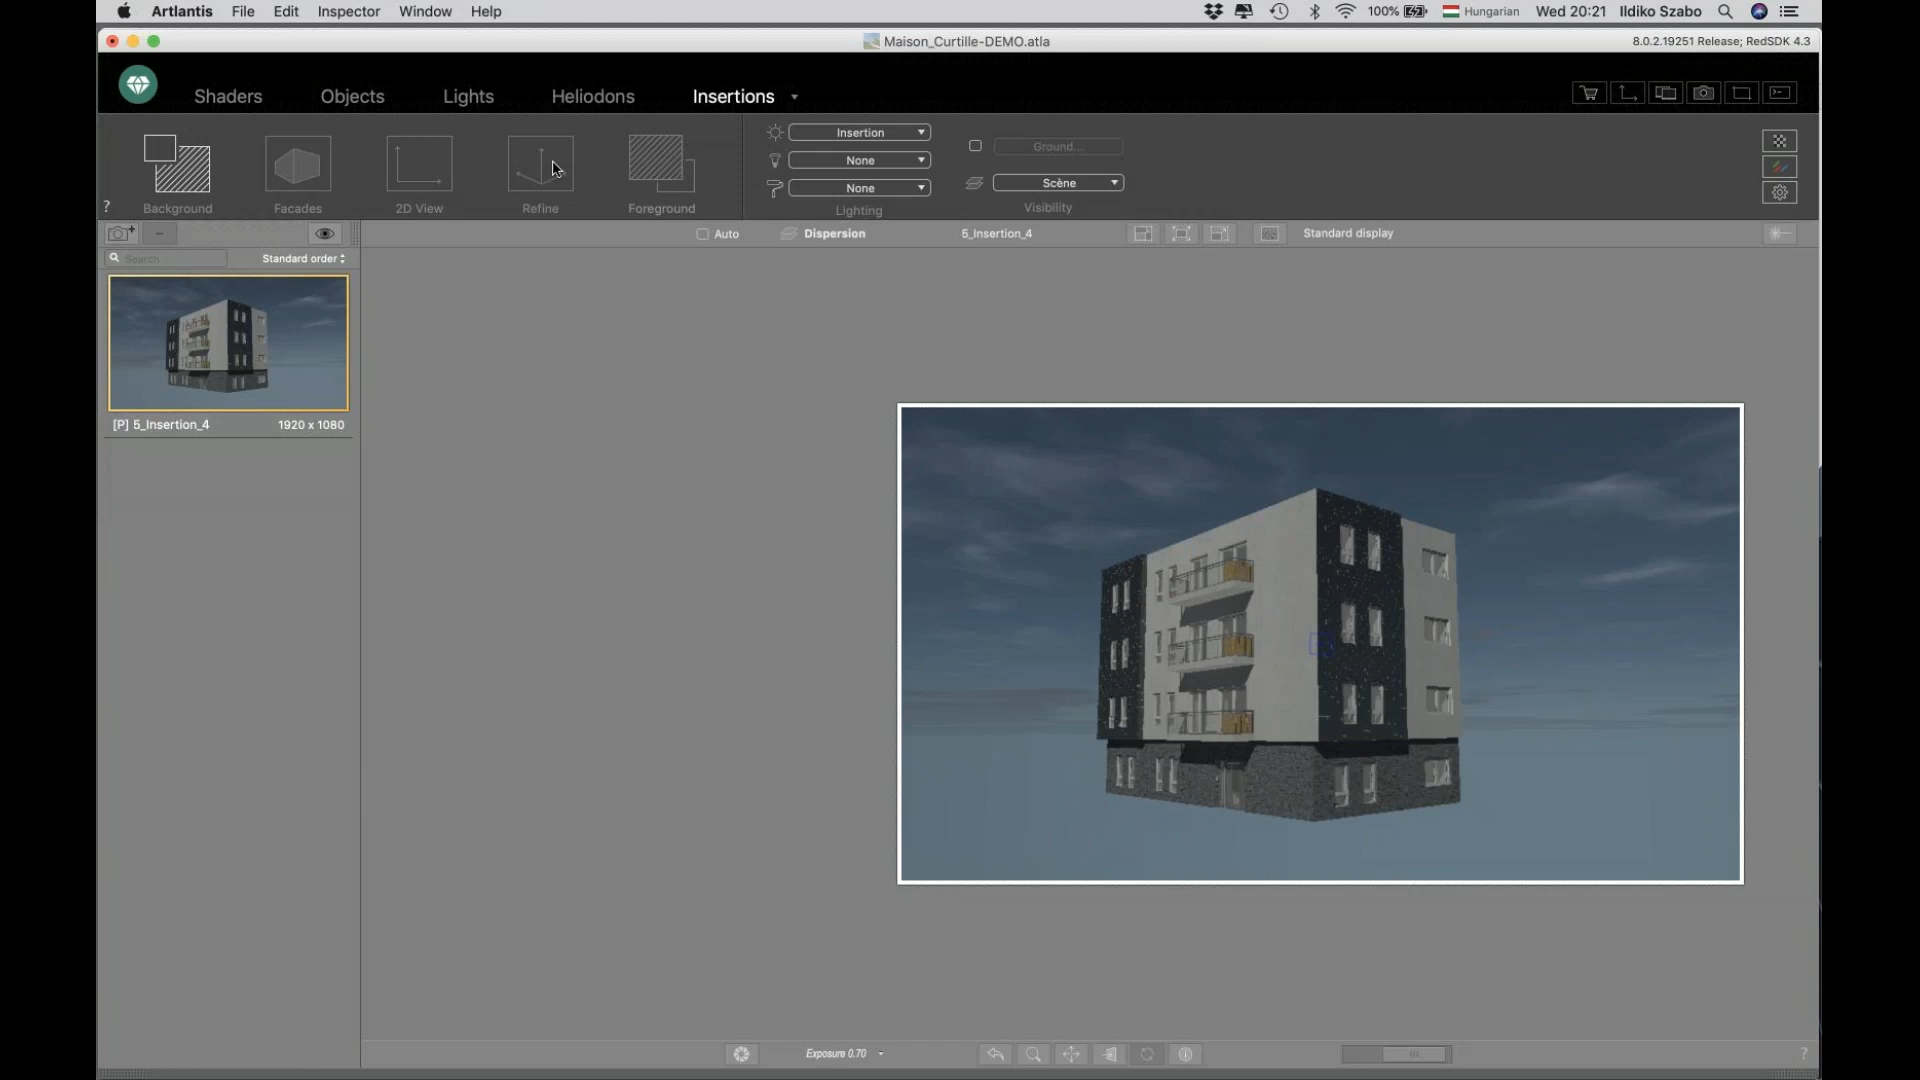 Artlantis File Edit Inspector Window Help 100% Hungarian Wed 20:21 Ildiko Szabo
Maison_Curtille-DEMO.atla 8.0.2.19251 Release; RedSDK 4.3
Shaders Objects Lights Heliodons Insertions
Insertion
Ground...
None
Scène
None
? Background Facades 2D View Refine Foreground Lighting Visibility
Auto Dispersion 5_Insertion_4 Standard display
Search Standard order
[P] 5_Insertion_4 1920 x 1080
Exposure 0.70 ?